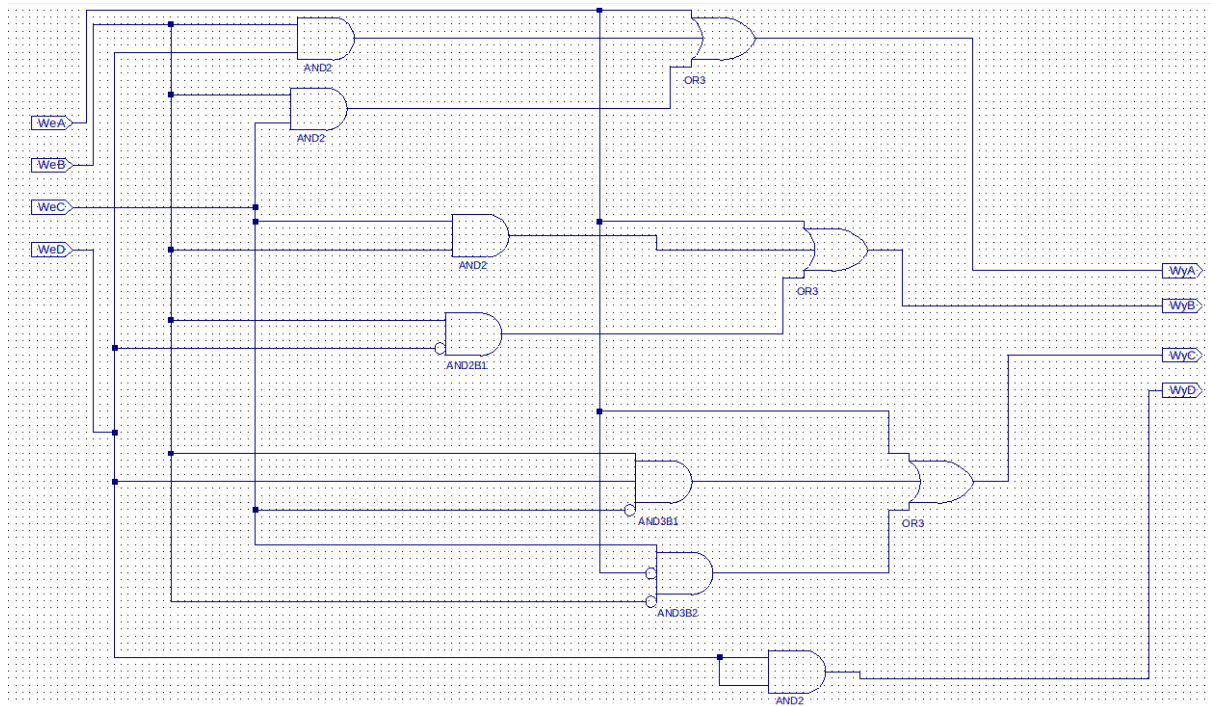 AND2
OR3
WeA
AND2
WeB
WeC
WeD
AND2
WyA
OR3
WyB
WyC
AND2B1
WyD
AND3B1
OR3
AND3B2
AND2